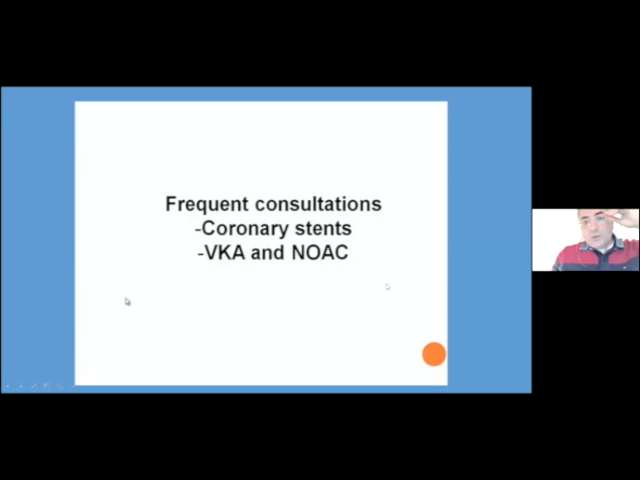 Frequent consultations
-Coronary stents
-VKA and NOAC